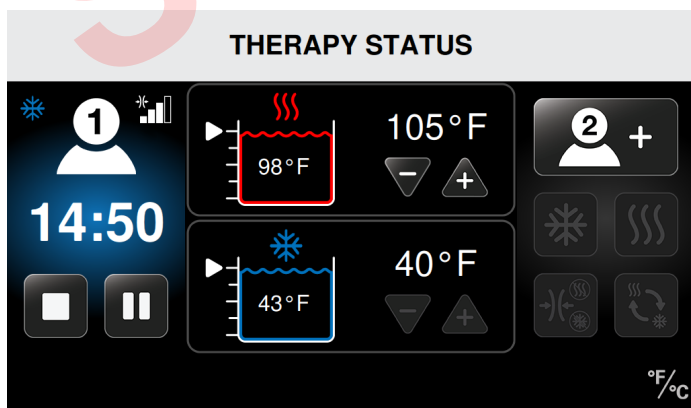 THERAPY STATUS
1
14:50
98°F
105°F
- +
43°F
40°F
- +
2 +
°F/°C